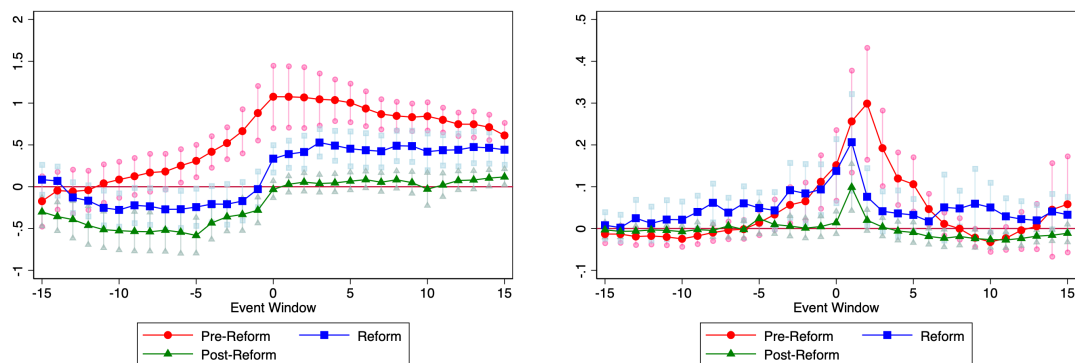 2
1.5
1
.5
0
-.5
-1
-15 -10 -5 0 5 10 15
Event Window
Pre-Reform Reform
Post-Reform
.5
.4
.3
.2
.1
0
-.1
-15 -10 -5 0 5 10 15
Event Window
Pre-Reform Reform
Post-Reform